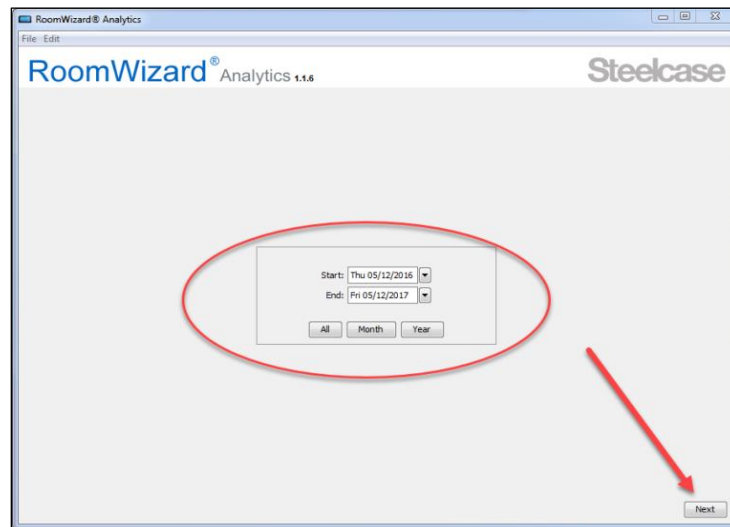 RoomWizard® Analytics
File Edit
RoomWizard® Analytics 1.1.6
Steelcase
Start: Thu 05/12/2016
End: Fri 05/12/2017
All Month Year
Next